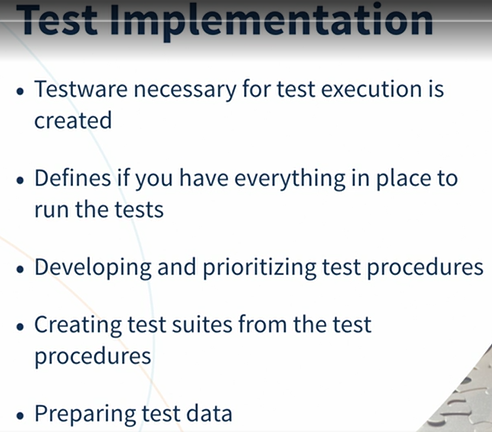 Test Implementation
• Testware necessary for test execution is
created
• Defines if you have everything in place to
run the tests
• Developing and prioritizing test procedures
• Creating test suites from the test
procedures
• Preparing test data